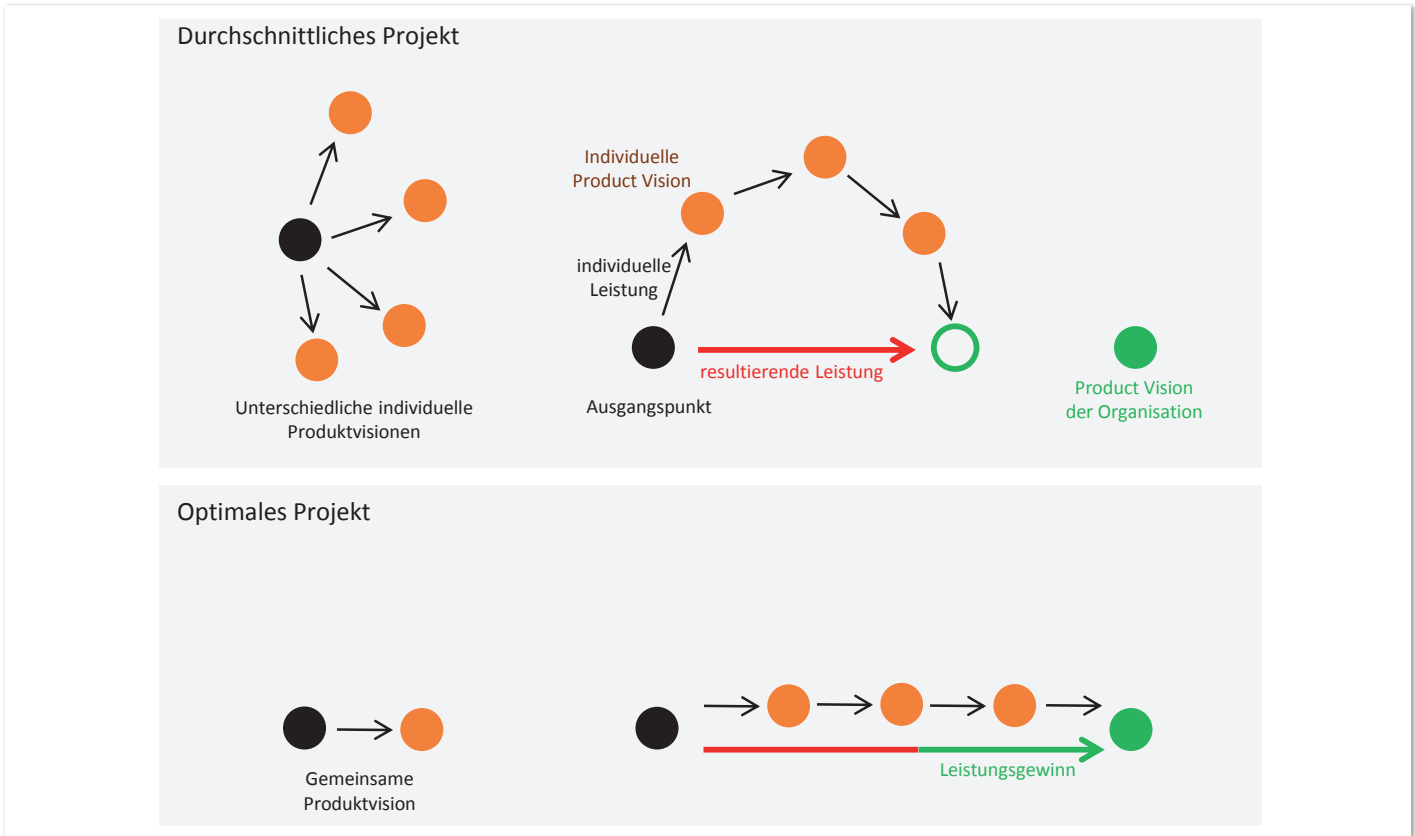 Durchschnittliches Projekt
Individuelle
Product Vision
individuelle
Leistung
resultierende Leistung
Ausgangspunkt
Product Vision
der Organisation
Unterschiedliche individuelle
Produktvisionen
Optimales Projekt
Leistungsgewinn
Gemeinsame
Produktvision